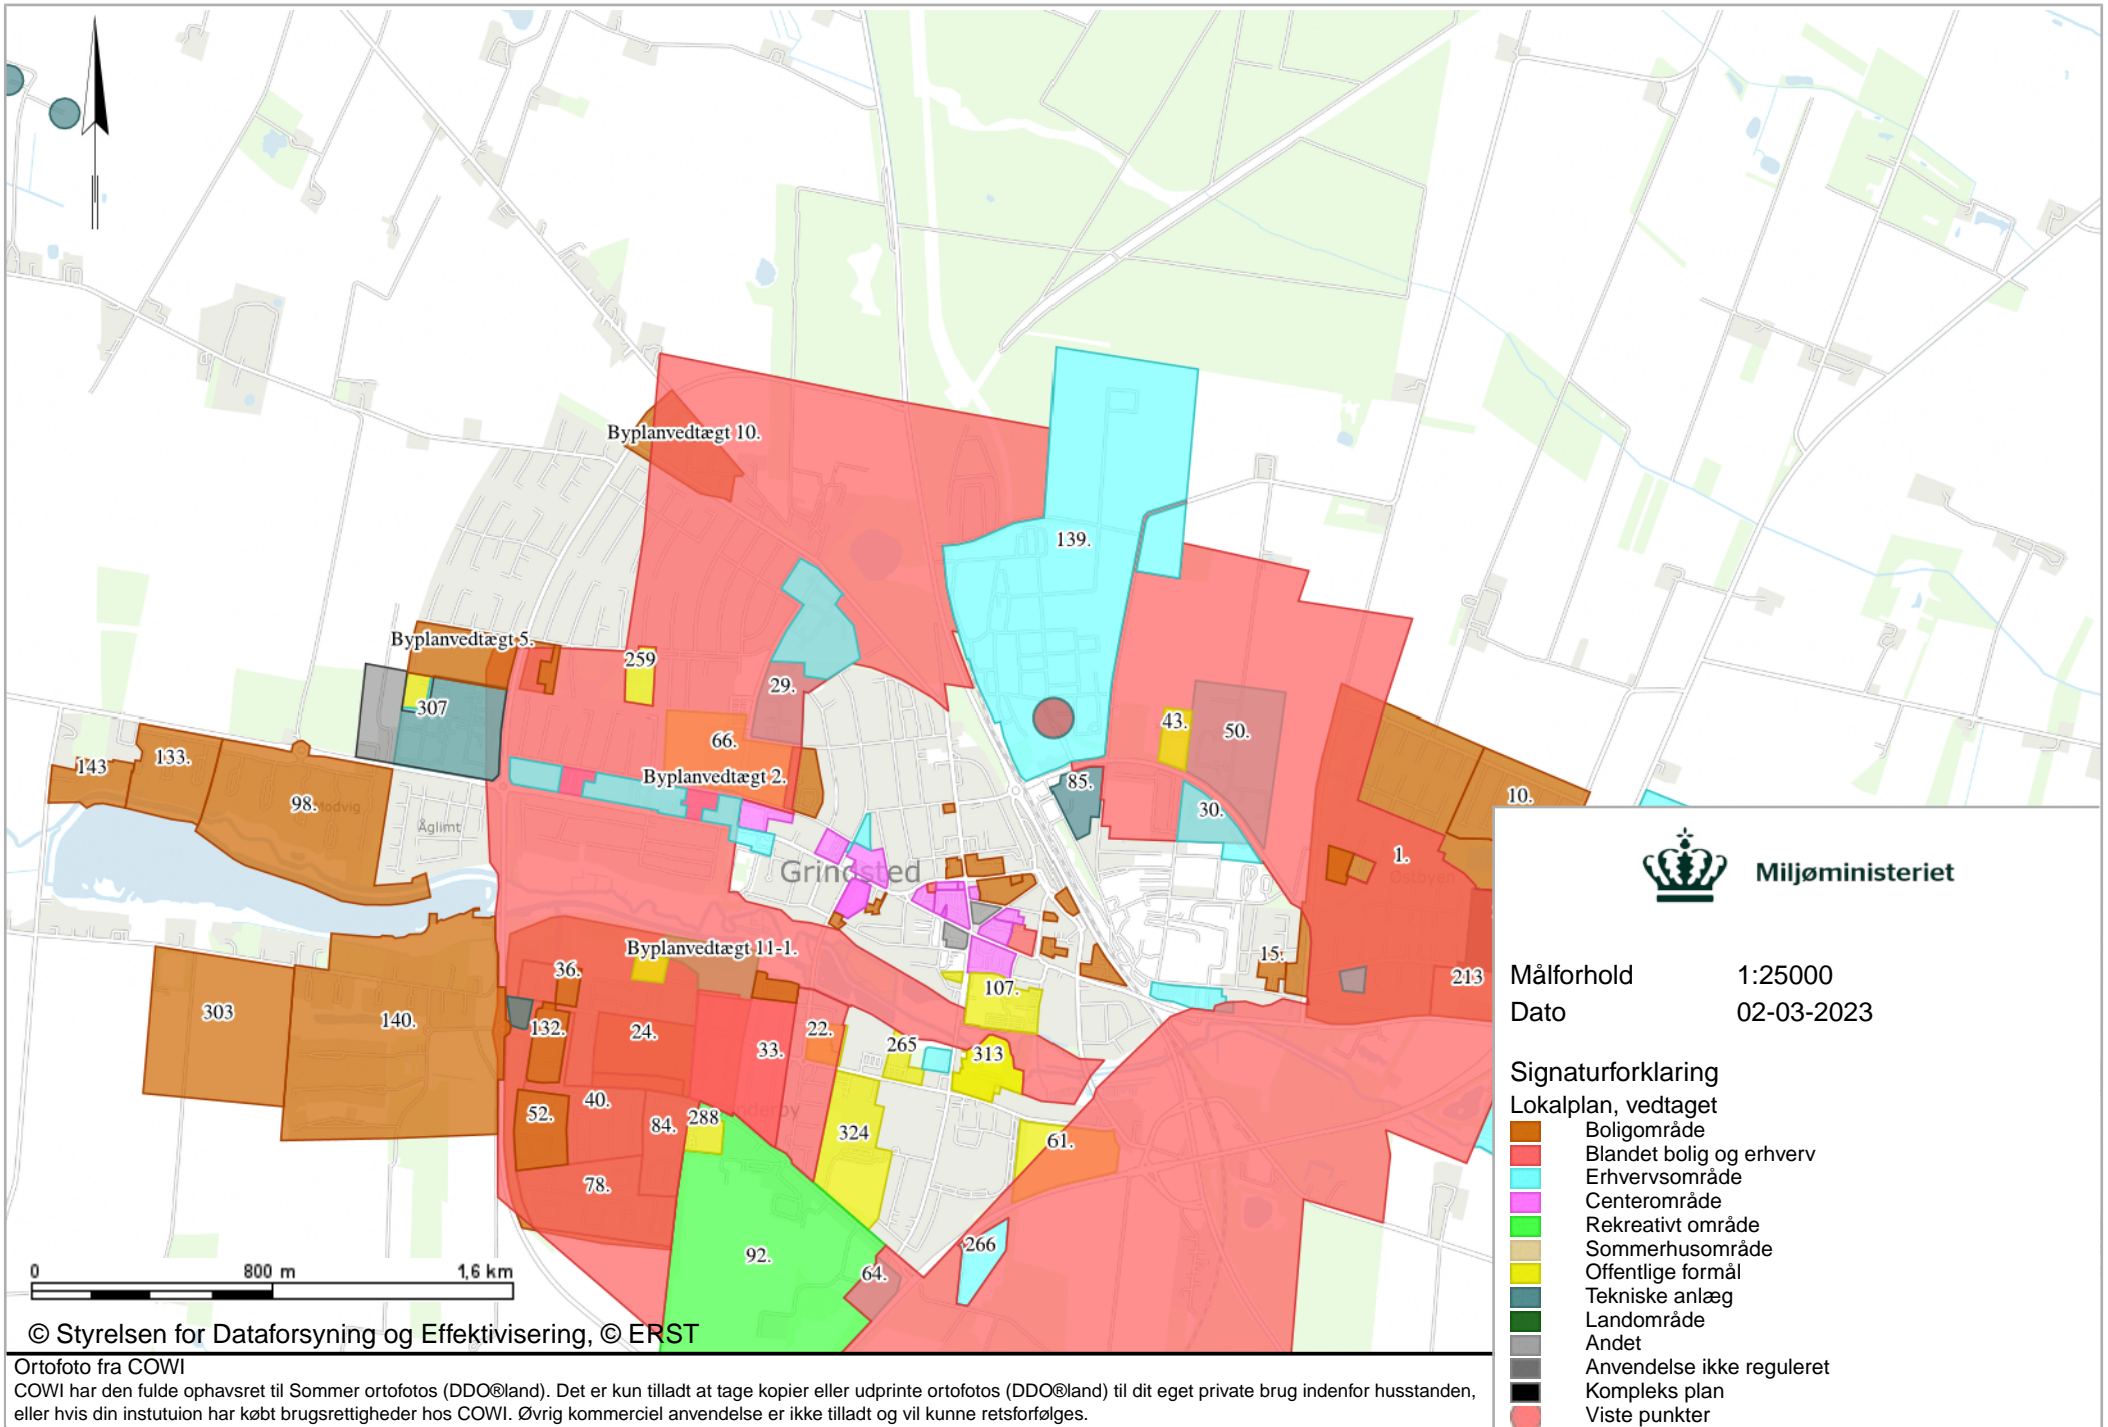 Byplanvedtægt 10.
139.
Byplanvedtægt 5.
259
29.
307
66.
43.
50.
143
133.
98.
Åglimt
Byplanvedtægt 2.
85.
30.
10.
1.
Østbyen
Grindsted
15.
213
Byplanvedtægt 11-1.
36.
107.
303
140.
132.
24.
33.
22.
265
313
52.
40.
84.
288
324
61.
78.
92.
266
64.
0
800 m
1,6 km
© Styrelsen for Dataforsyning og Effektivisering, © ERST
Ortofoto fra COWI
COWI har den fulde ophavsret til Sommer ortofotos (DDO®land). Det er kun tilladt at tage kopier eller udprinte ortofotos (DDO®land) til dit eget private brug indenfor husstanden,
eller hvis din instutuion har købt brugsrettigheder hos COWI. Øvrig kommerciel anvendelse er ikke tilladt og vil kunne retsforfølges.
Miljøministeriet
Målforhold 1:25000
Dato 02-03-2023
Signaturforklaring
Lokalplan, vedtaget
Boligområde
Blandet bolig og erhverv
Erhvervsområde
Centerområde
Rekreativt område
Sommerhusområde
Offentlige formål
Tekniske anlæg
Landområde
Andet
Anvendelse ikke reguleret
Kompleks plan
Viste punkter